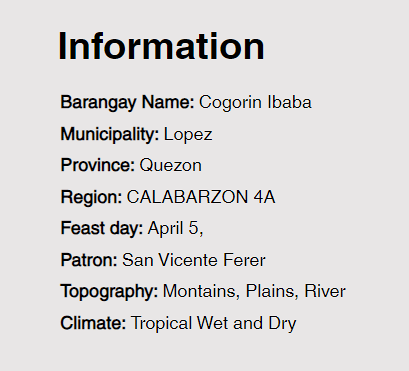 Information
Barangay Name: Cogorin Ibaba
Municipality: Lopez
Province: Quezon
Region: CALABARZON 4A
Feast day: April 5,
Patron: San Vicente Ferer
Topography: Montains, Plains, River
Climate: Tropical Wet and Dry